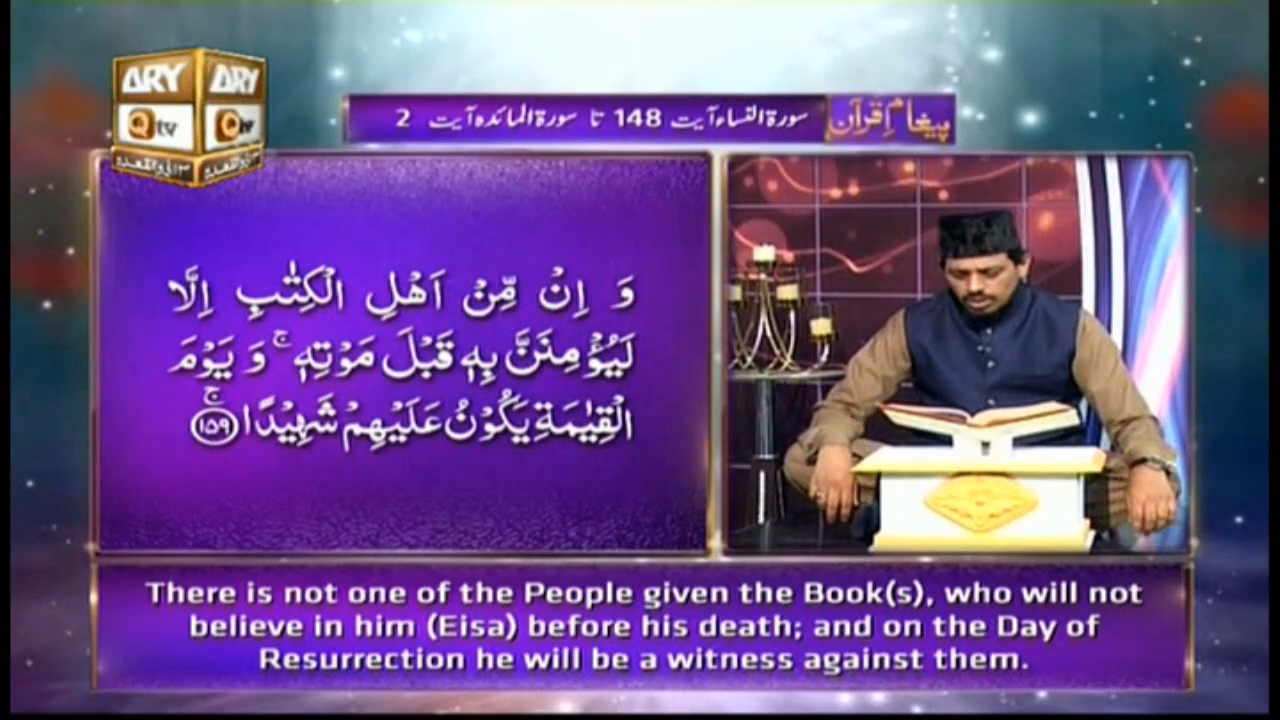 ARY ARY
Qtv Qtv
سورۃ النساء آیت 148 تا سورۃ المائدہ آیت 2
پیغام قرآن
وَ اِنۡ مِّنۡ اَهۡلِ الۡكِتٰبِ اِلَّا
لَيُؤۡمِنَنَّ بِهٖ قَبۡلَ مَوۡتِهٖ ۚ وَ يَوۡمَ
الۡقِيٰمَةِ يَكُوۡنُ عَلَيۡهِمۡ شَهِيۡدًا ۚ ﴿۱۵۹﴾
There is not one of the People given the Book(s), who will not
believe in him (Eisa) before his death; and on the Day of
Resurrection he will be a witness against them.